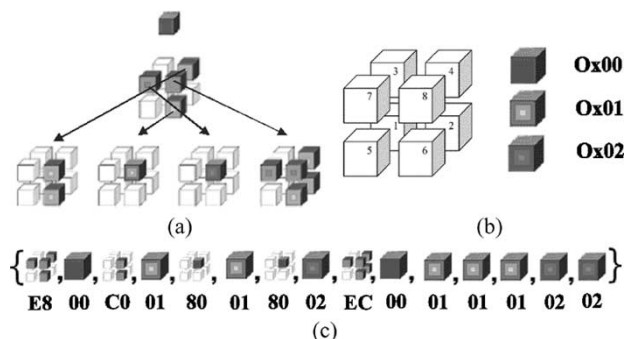 3 4
7 8
1 2
5 6
Ox00
Ox01
Ox02
(a) (b)
{ , , , , , , , , , , , , , , }
E8 00 C0 01 80 01 80 02 EC 00 01 01 01 02 02
(c)